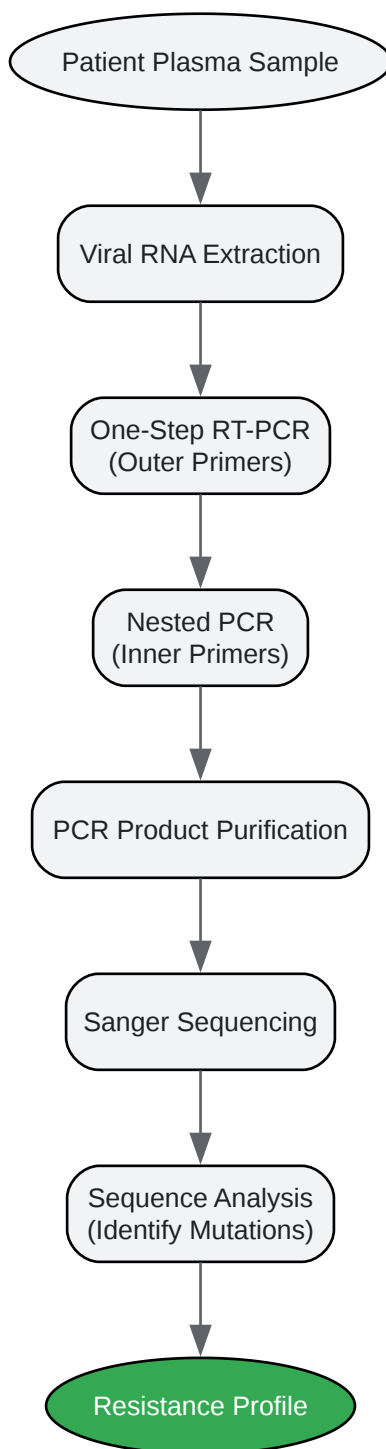 Patient Plasma Sample
Viral RNA Extraction
One-Step RT-PCR
(Outer Primers)
Nested PCR
(Inner Primers)
PCR Product Purification
Sanger Sequencing
Sequence Analysis
(Identify Mutations)
Resistance Profile